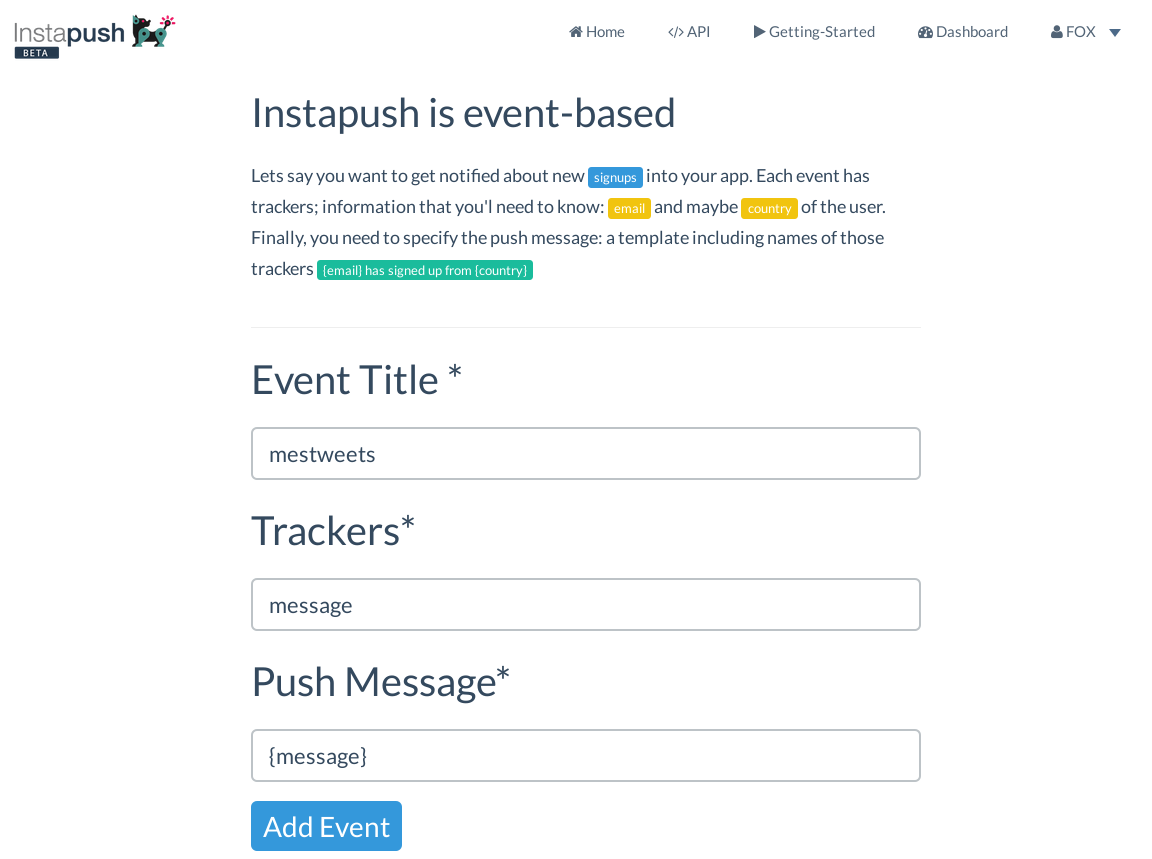 Instapush
BETA
Home
</> API
Getting-Started
Dashboard
FOX
Instapush is event-based
Lets say you want to get notified about new signups into your app. Each event has
trackers; information that you'l need to know: email and maybe country of the user.
Finally, you need to specify the push message: a template including names of those
trackers {email} has signed up from {country}
Event Title *
mestweets
Trackers*
message
Push Message*
{message}
Add Event